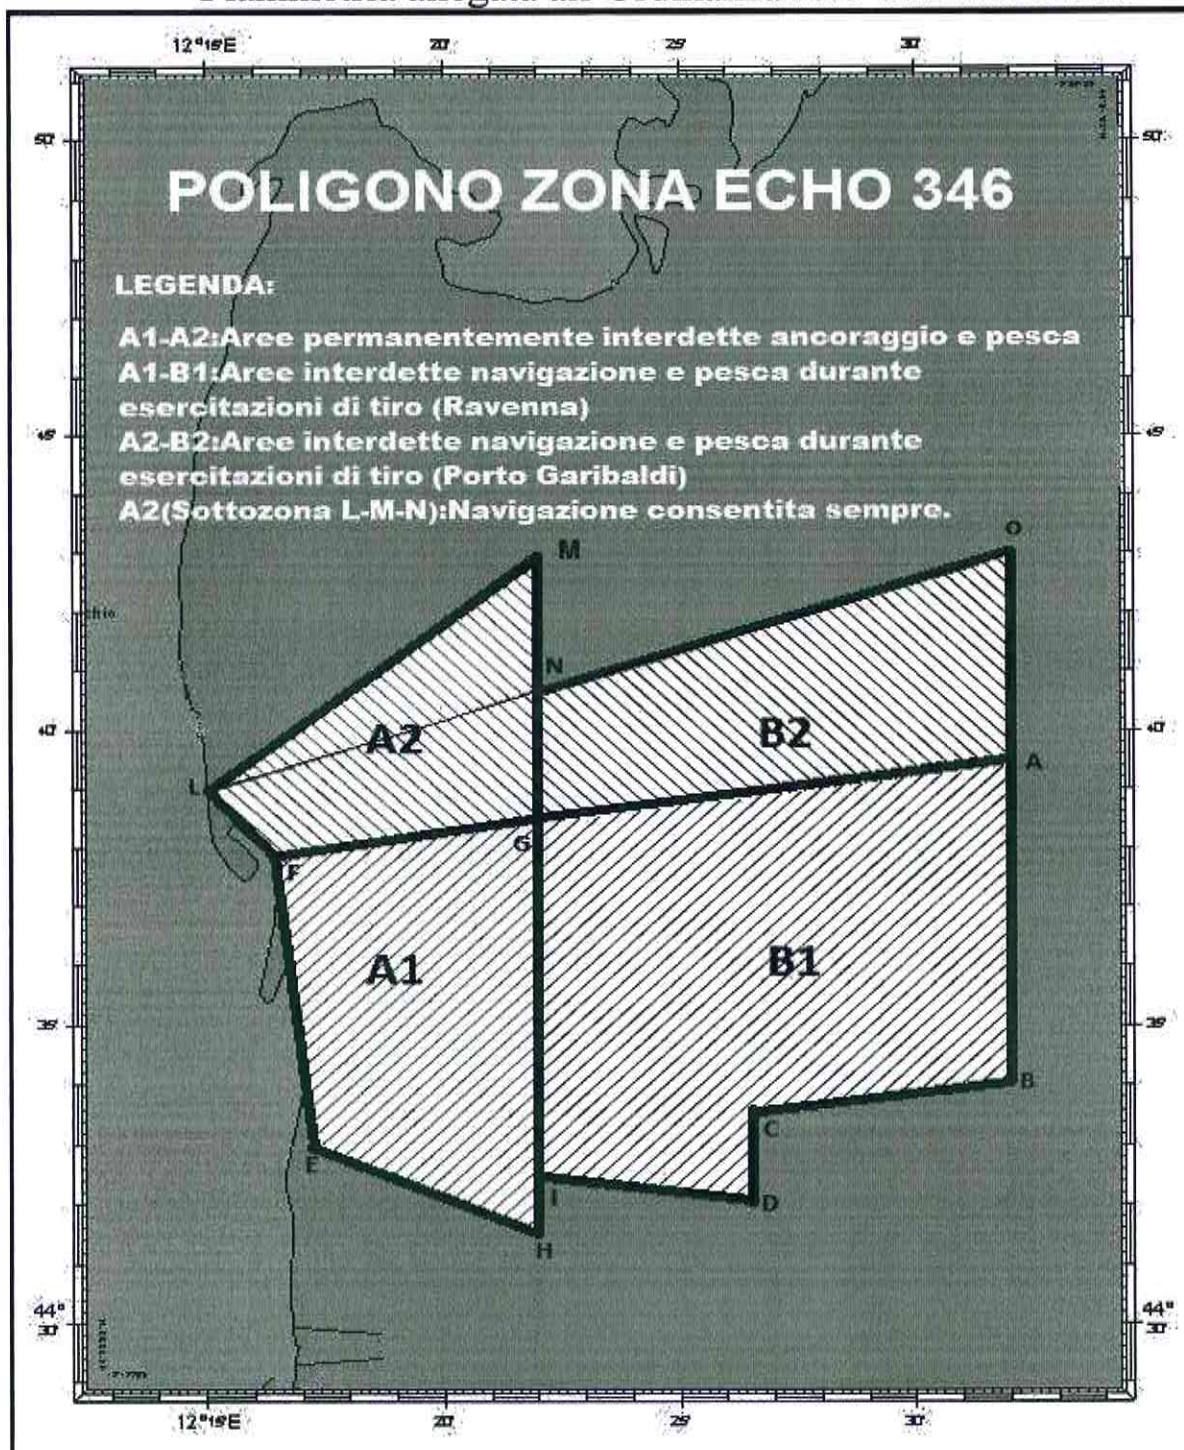 12°15'E 20' 25' 30'
50' 50'
POLIGONO ZONA ECHO 346
LEGENDA:
A1-A2:Aree permanentemente interdette ancoraggio e pesca
A1-B1:Aree interdette navigazione e pesca durante
esercitazioni di tiro (Ravenna)
45' 45'
A2-B2:Aree interdette navigazione e pesca durante
esercitazioni di tiro (Porto Garibaldi)
A2(Sottozona L-M-N):Navigazione consentita sempre.
O
M
chio
N
40' A2 B2 40'
A
L
G
F
A1 B1
35' 35'
B
C
E
I D
H
44° 44°
30' 30'
12°15'E 20' 25' 30'